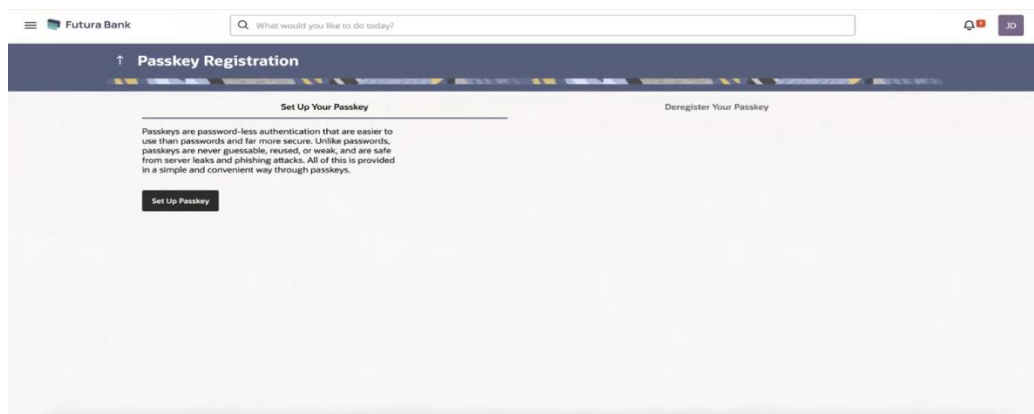 Futura Bank
What would you like to do today?
JD
↑ Passkey Registration
Set Up Your Passkey
Deregister Your Passkey
Passkeys are password-less authentication that are easier to
use than passwords and far more secure. Unlike passwords,
passkeys are never guessable, reused, or weak, and are safe
from server leaks and phishing attacks. All of this is provided
in a simple and convenient way through passkeys.
Set Up Passkey